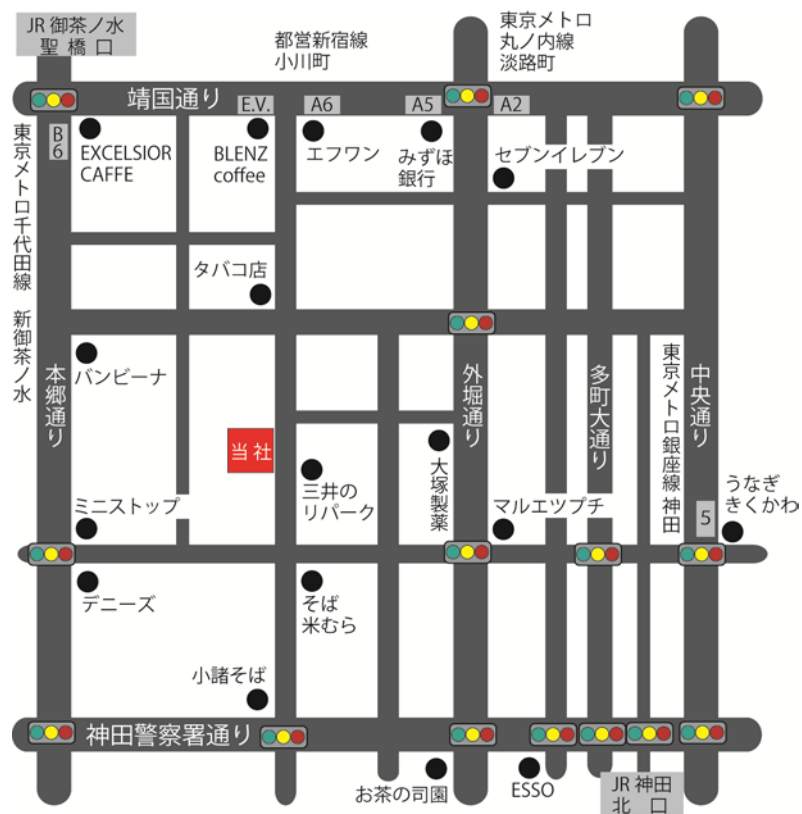 JR 御茶ノ水
聖 橋 口
都営新宿線
小川町
東京メトロ
丸ノ内線
淡路町
靖国通り
E.V.
A6
A5
A2
B6
EXCELSIOR
CAFFE
BLENZ
coffee
エフワン
みずほ
銀行
セブンイレブン
東京メトロ千代田線 新御茶ノ水
タバコ店
バンビーナ
本郷通り
外堀通り
多町大通り
東京メトロ銀座線 神田
中央通り
当 社
三井の
リパーク
大塚製薬
うなぎ
きくかわ
ミニストップ
マルエツプチ
5
デニーズ
そば
米むら
小諸そば
神田警察署通り
お茶の司園
ESSO
JR 神田
北 口